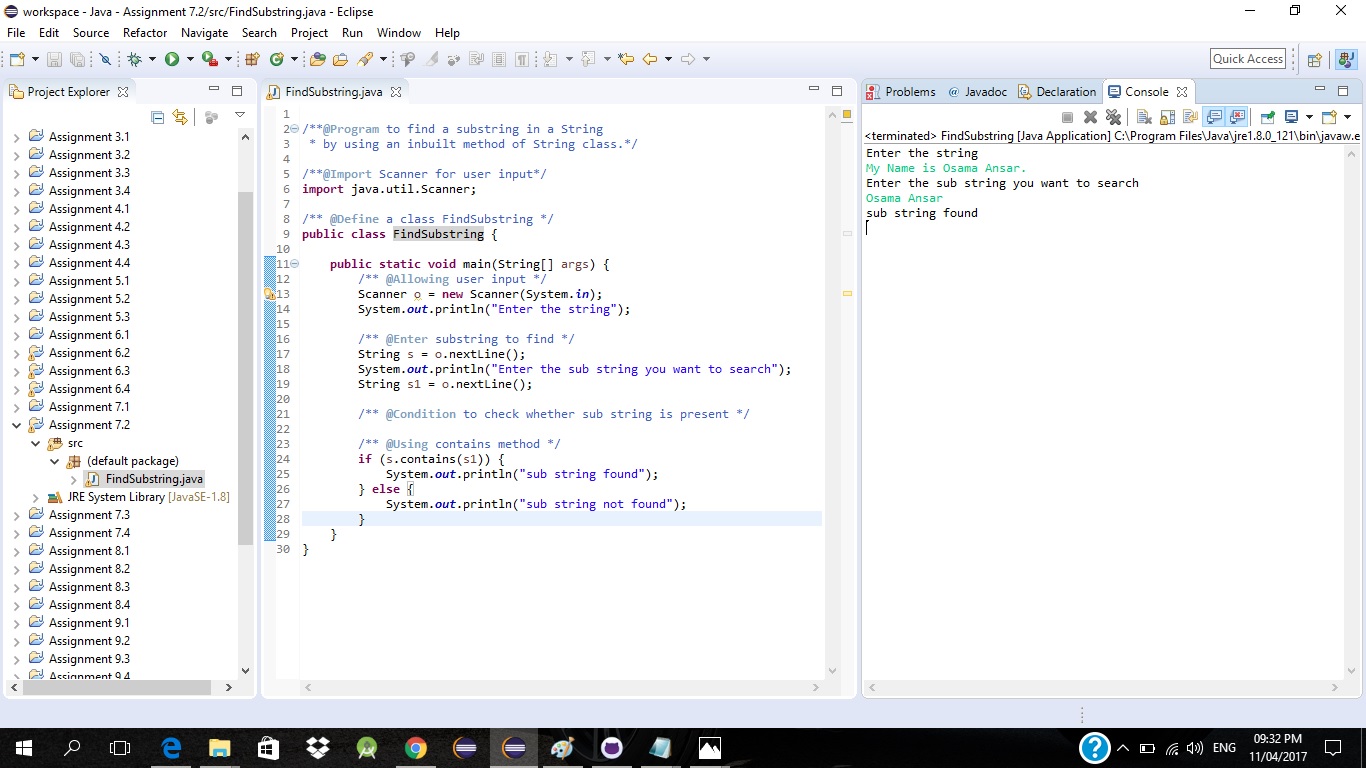 workspace - Java - Assignment 7.2/src/FindSubstring.java - Eclipse
File Edit Source Refactor Navigate Search Project Run Window Help
Quick Access
Project Explorer
Assignment 3.1
Assignment 3.2
Assignment 3.3
Assignment 3.4
Assignment 4.1
Assignment 4.2
Assignment 4.3
Assignment 4.4
Assignment 5.1
Assignment 5.2
Assignment 5.3
Assignment 6.1
Assignment 6.2
Assignment 6.3
Assignment 6.4
Assignment 7.1
Assignment 7.2
src
(default package)
FindSubstring.java
JRE System Library [JavaSE-1.8]
Assignment 7.3
Assignment 7.4
Assignment 8.1
Assignment 8.2
Assignment 8.3
Assignment 8.4
Assignment 9.1
Assignment 9.2
Assignment 9.3
Assignment 9.4
FindSubstring.java
1
2 /**@Program to find a substring in a String
3  * by using an inbuilt method of String class.*/
4
5 /**@Import Scanner for user input*/
6 import java.util.Scanner;
7
8 /** @Define a class FindSubstring */
9 public class FindSubstring {
10
11     public static void main(String[] args) {
12         /** @Allowing user input */
13         Scanner o = new Scanner(System.in);
14         System.out.println("Enter the string");
15
16         /** @Enter substring to find */
17         String s = o.nextLine();
18         System.out.println("Enter the sub string you want to search");
19         String s1 = o.nextLine();
20
21         /** @Condition to check whether sub string is present */
22
23         /** @Using contains method */
24         if (s.contains(s1)) {
25             System.out.println("sub string found");
26         } else {
27             System.out.println("sub string not found");
28         }
29     }
30 }
Problems @ Javadoc Declaration Console
<terminated> FindSubstring [Java Application] C:\Program Files\Java\jre1.8.0_121\bin\javaw.e
Enter the string
My Name is Osama Ansar.
Enter the sub string you want to search
Osama Ansar
sub string found
ENG
09:32 PM
11/04/2017